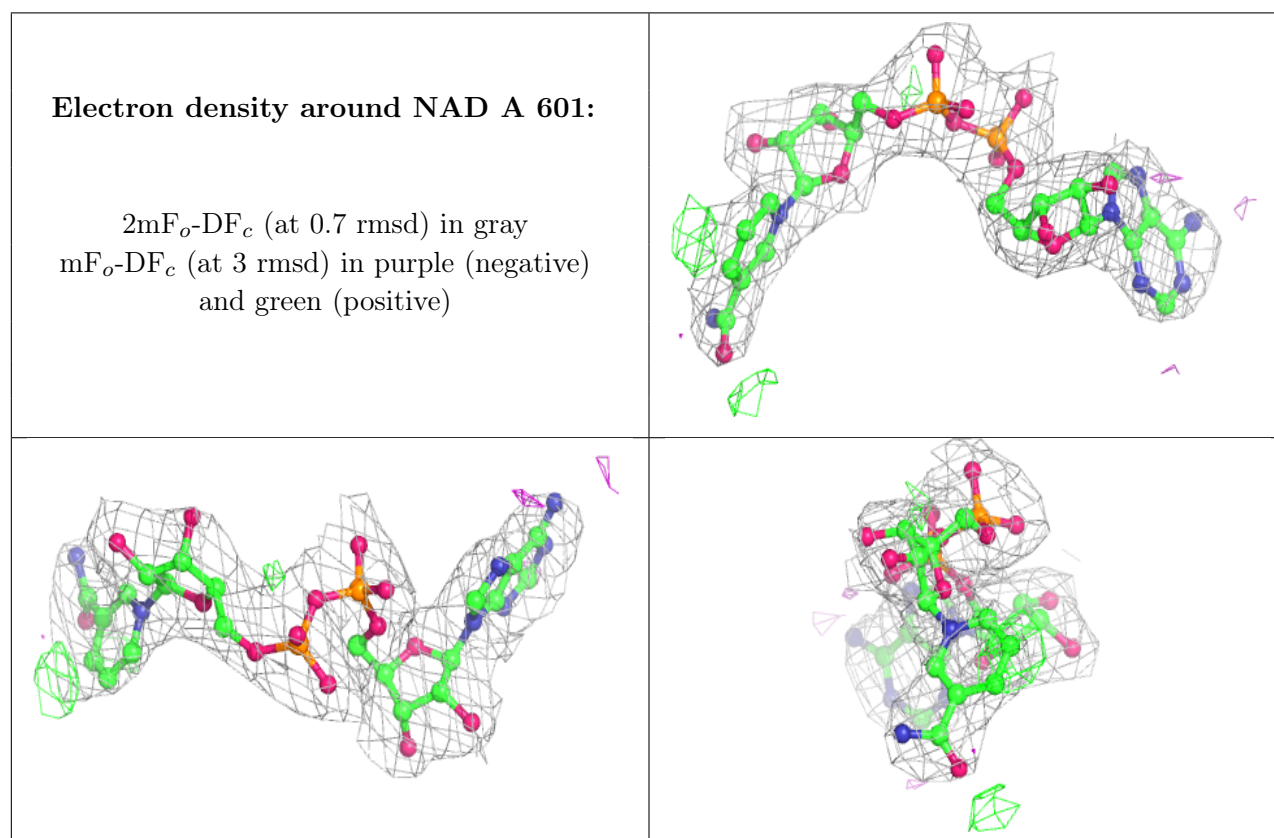 Electron density around NAD A 601:
2mFo-DFc (at 0.7 rmsd) in gray
mFo-DFc (at 3 rmsd) in purple (negative)
and green (positive)